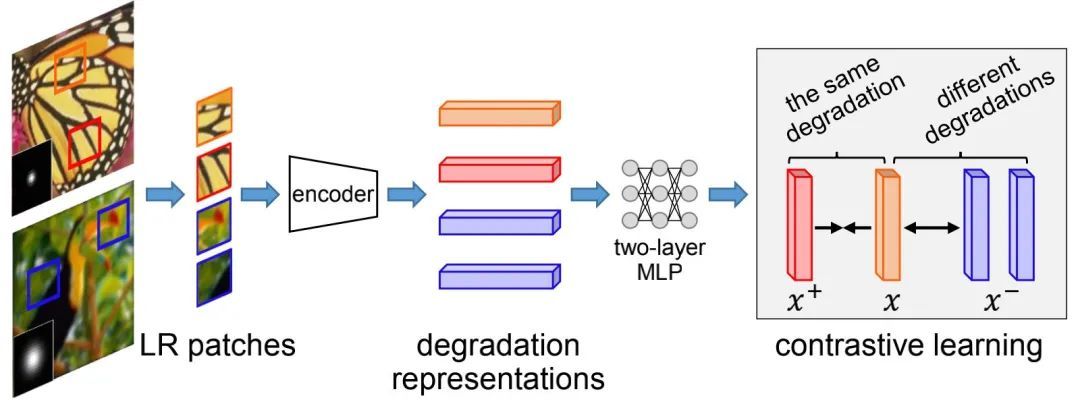 the same
degradation
different
degradations
encoder
two-layer
MLP
x⁺
x
x⁻
LR patches
degradation
representations
contrastive learning